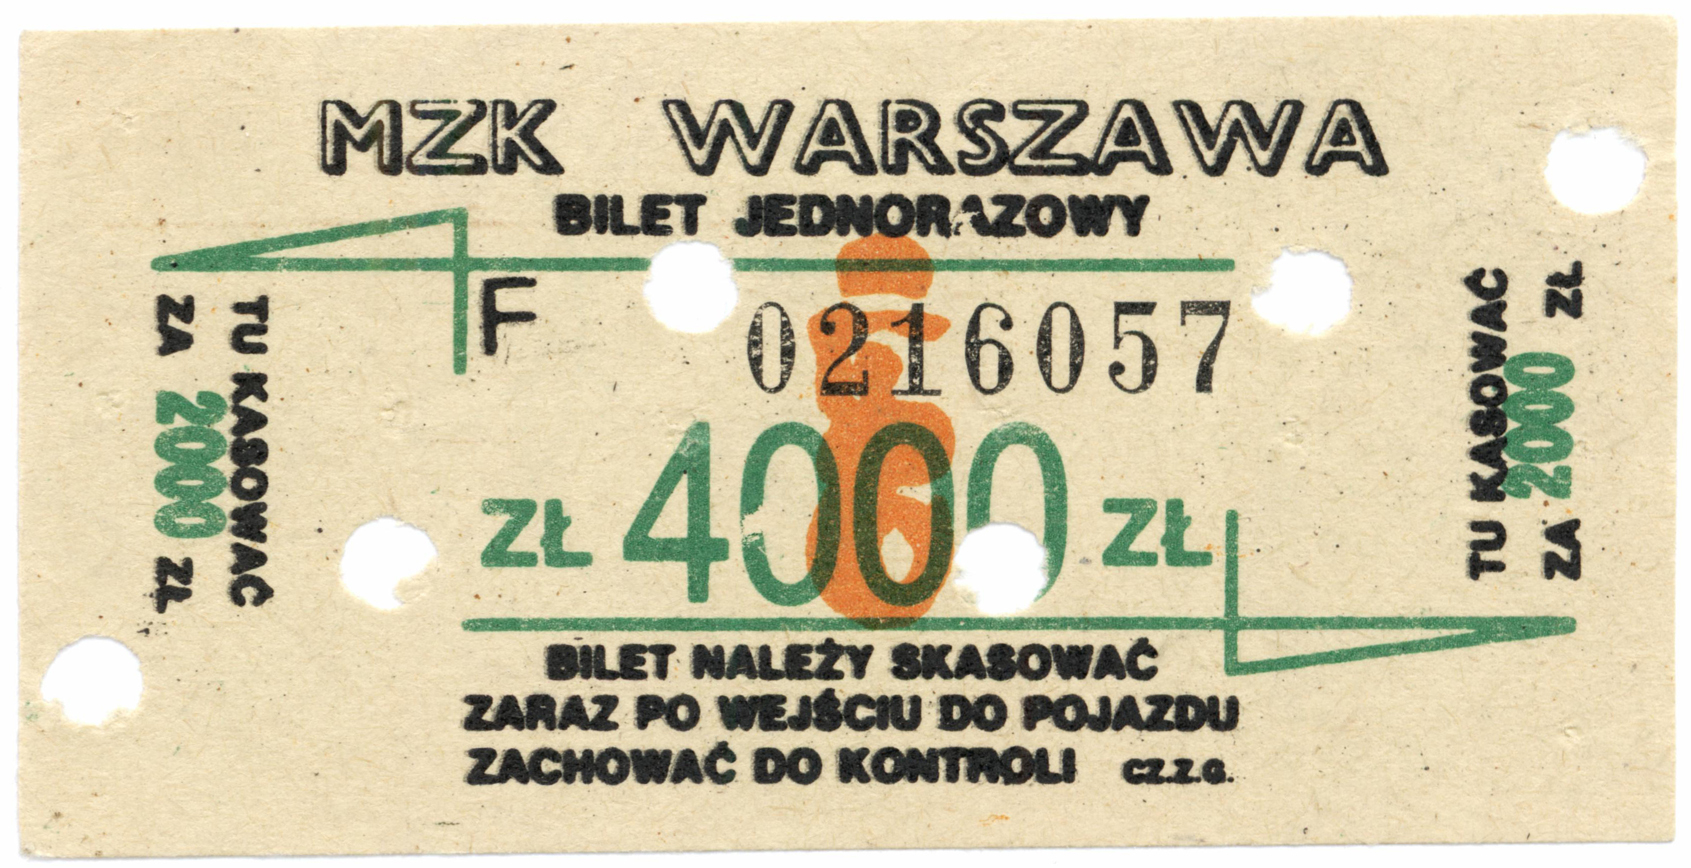 MZK WARSZAWA
BILET JEDNORAZOWY
F 0216057
ZŁ 4000 ZŁ
TU KASOWAĆ
ZA 2000 ZŁ
TU KASOWAĆ
ZA 2000 ZŁ
BILET NALEŻY SKASOWAĆ
ZARAZ PO WEJŚCIU DO POJAZDU
ZACHOWAĆ DO KONTROLI CZ.Z.G.